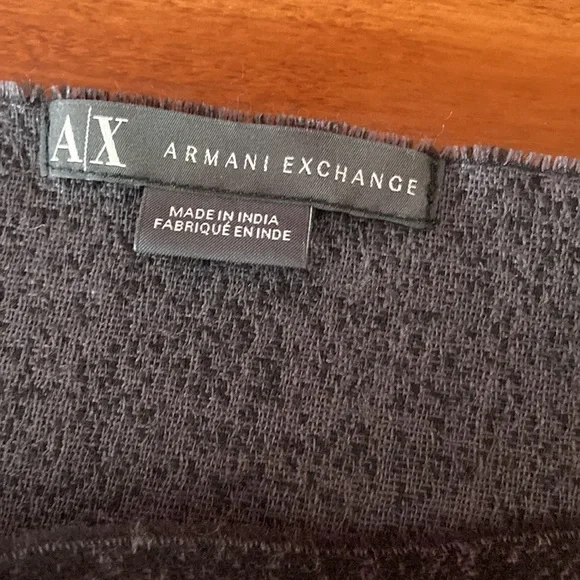 A|X ARMANI EXCHANGE
MADE IN INDIA
FABRIQUÉ EN INDE